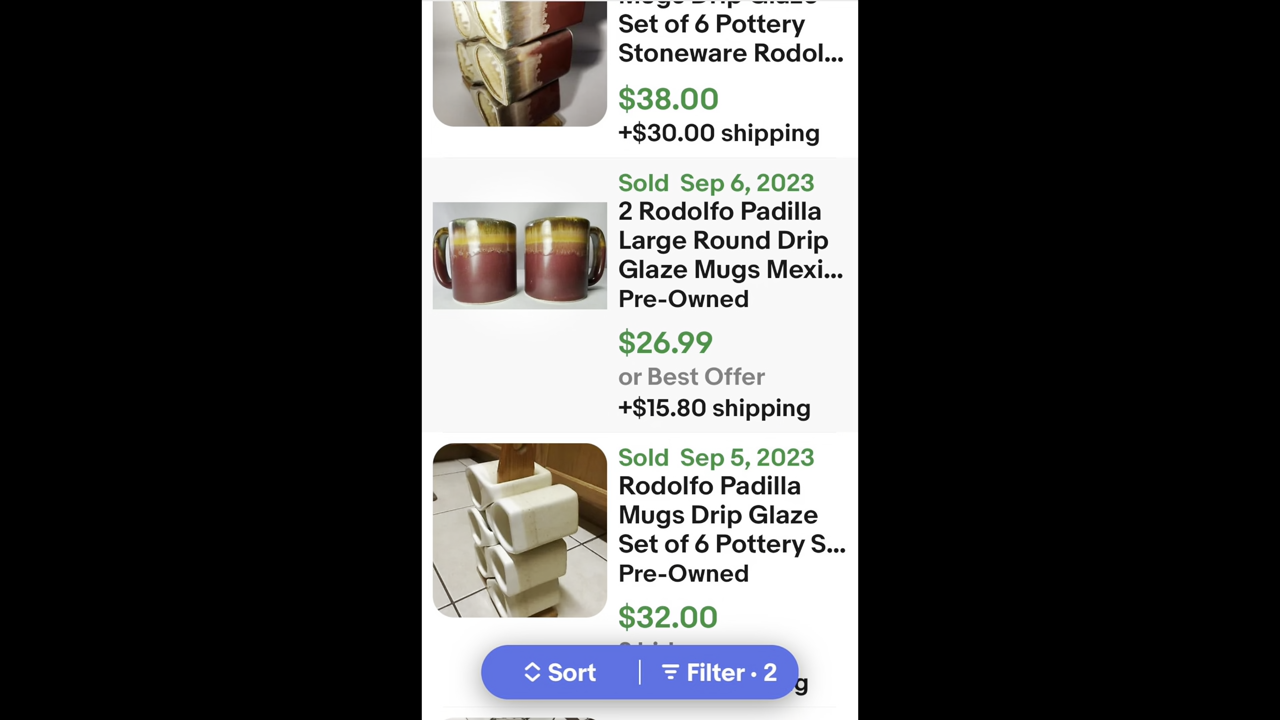 Set of 6 Pottery
Stoneware Rodol...
$38.00
+$30.00 shipping
Sold Sep 6, 2023
2 Rodolfo Padilla
Large Round Drip
Glaze Mugs Mexi...
Pre-Owned
$26.99
or Best Offer
+$15.80 shipping
Sold Sep 5, 2023
Rodolfo Padilla
Mugs Drip Glaze
Set of 6 Pottery S...
Pre-Owned
$32.00
Sort
Filter • 2